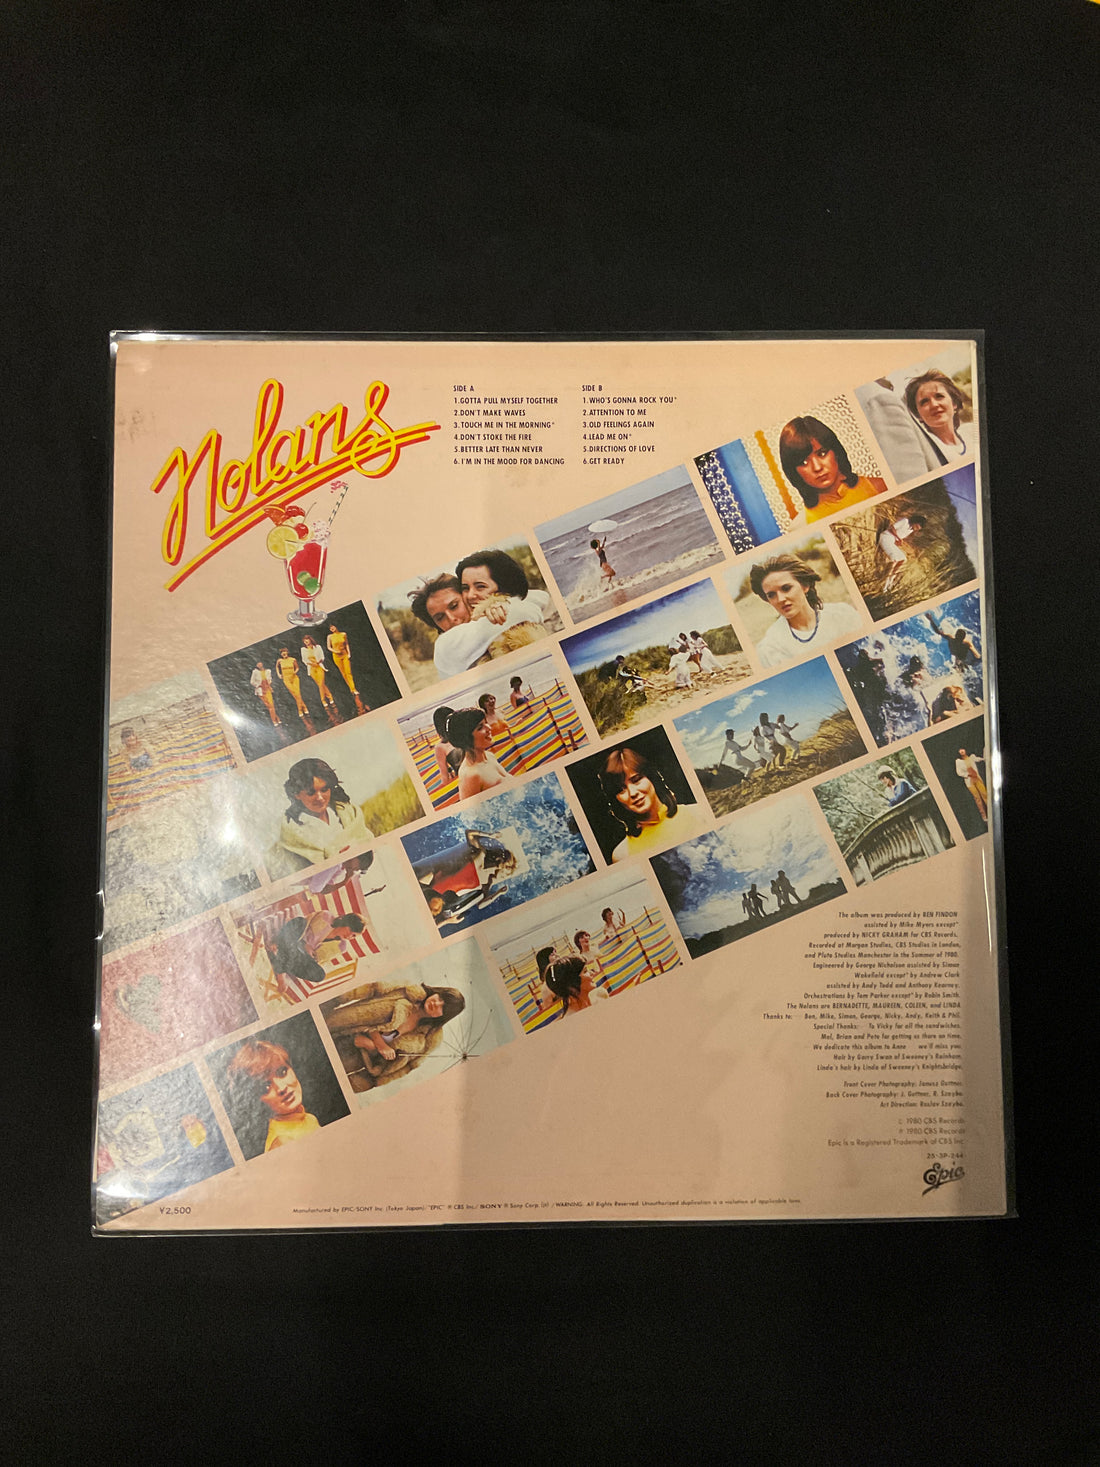 Nolans
SIDE A
1.GOTTA PULL MYSELF TOGETHER
2.DON'T MAKE WAVES
3.TOUCH ME IN THE MORNING*
4.DON'T STOKE THE FIRE
5.BETTER LATE THAN NEVER
6.I'M IN THE MOOD FOR DANCING
SIDE B
1.WHO'S GONNA ROCK YOU*
2.ATTENTION TO ME
3.OLD FEELINGS AGAIN
4.LEAD ME ON*
5.DIRECTIONS OF LOVE
6.GET READY
The album was produced by BEN FINDON
assisted by Mike Myers except*
produced by NICKY GRAHAM for CBS Records.
Recorded at Morgan Studios, CBS Studios in London,
and Pluto Studios Manchester in the Summer of 1980.
Engineered by George Nicholson assisted by Simon
Wakefield except* by Andrew Clark
assisted by Andy Todd and Anthony Kearney.
Orchestrations by Tom Parker except* by Robin Smith.
The Nolans are BERNADETTE, MAUREEN, COLEEN, and LINDA
Thanks to: Ben, Mike, Simon, George, Nicky, Andy, Keith & Phil.
Special Thanks: To Vicky for all the sandwiches.
Mel, Brian and Pete for getting us there on time.
We dedicate this album to Anne we'll miss you.
Hair by Garry Swan of Sweeney's Rainham.
Linda's hair by Linda of Sweeney's Knightsbridge.
Front Cover Photography: Janusz Guttner.
Back Cover Photography: J. Guttner, R. Szaybo.
Art Direction: Roslav Szaybo.
© 1980 CBS Records
℗ 1980 CBS Records
Epic is a Registered Trademark of CBS Inc.
25·3P-244
Epic
¥2,500
Manufactured by EPIC/SONY Inc. (Tokyo Japan)/"EPIC" ® CBS Inc./ SONY ® Sony Corp. /WARNING: All Rights Reserved. Unauthorized duplication is a violation of applicable laws.